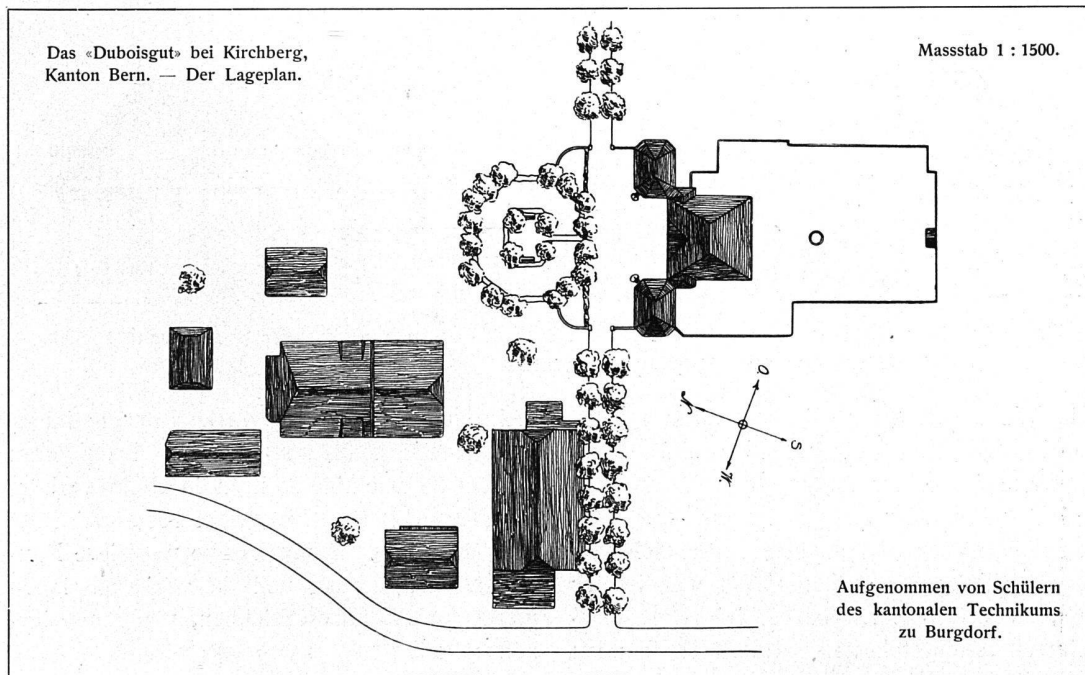 Das «Duboisgut» bei Kirchberg,
Kanton Bern. — Der Lageplan.
Massstab 1 : 1500.
O.
N.
S
W.
Aufgenommen von Schülern
des kantonalen Technikums
zu Burgdorf.